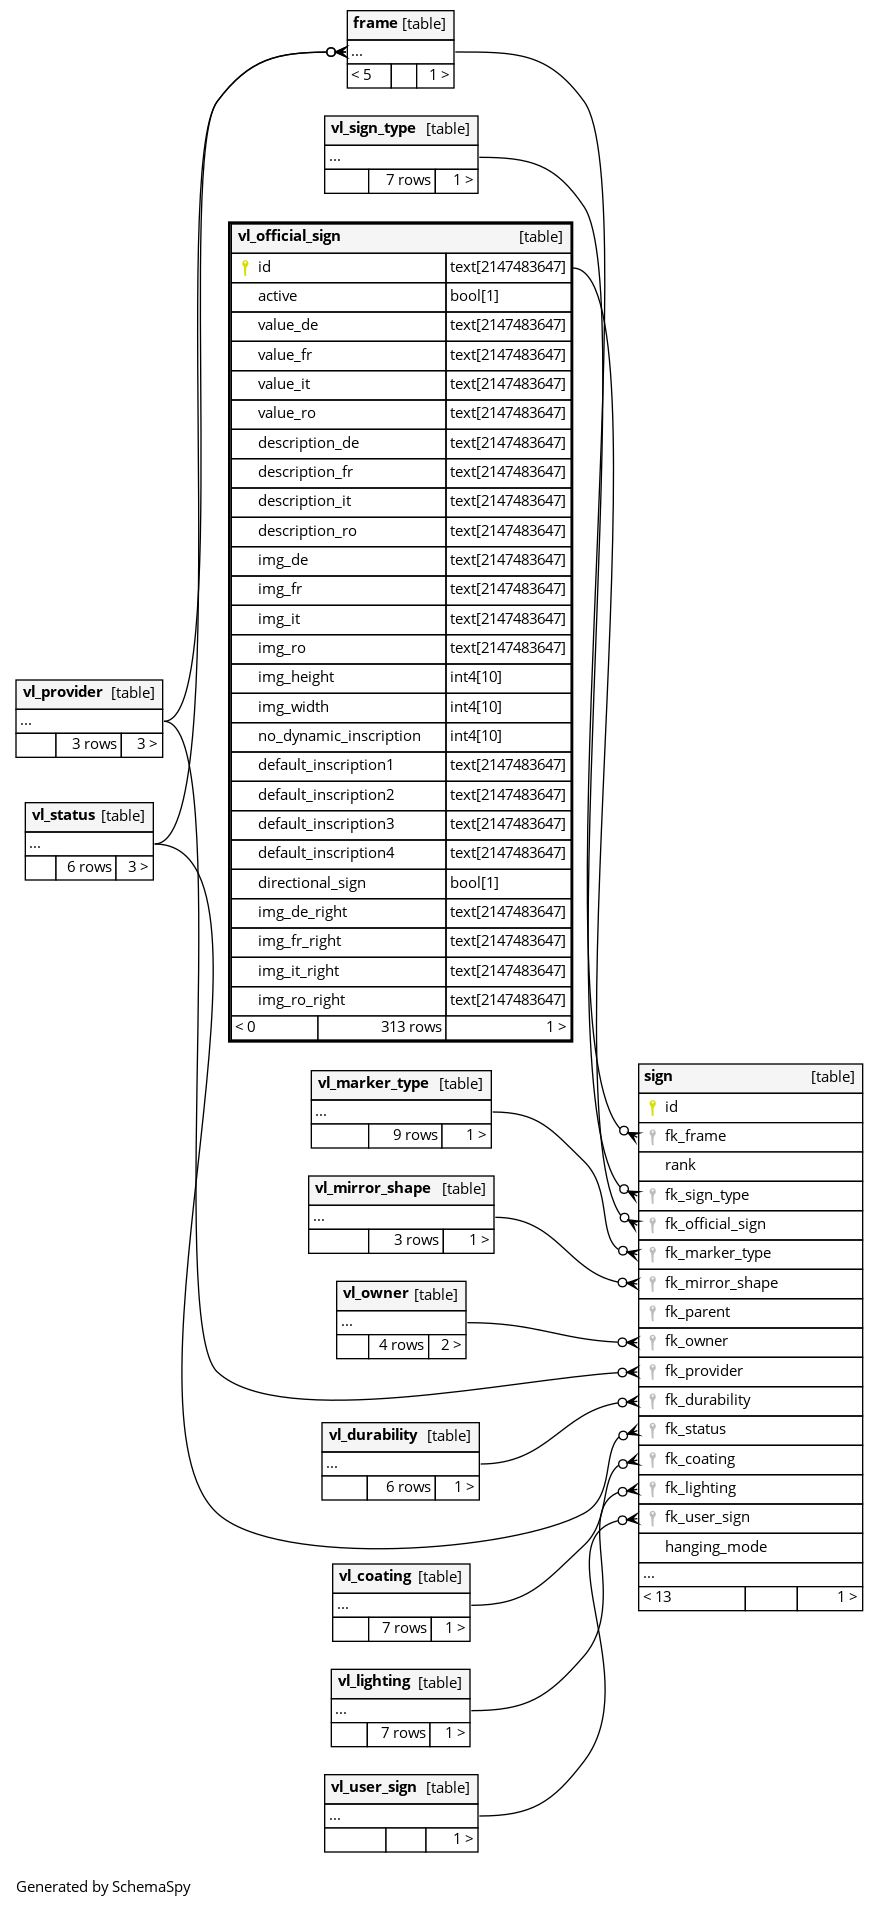 frame [table]
...
< 5 1 >
vl_sign_type [table]
...
7 rows 1 >
vl_official_sign [table]
id text[2147483647]
active bool[1]
value_de text[2147483647]
value_fr text[2147483647]
value_it text[2147483647]
value_ro text[2147483647]
description_de text[2147483647]
description_fr text[2147483647]
description_it text[2147483647]
description_ro text[2147483647]
img_de text[2147483647]
img_fr text[2147483647]
img_it text[2147483647]
img_ro text[2147483647]
img_height int4[10]
img_width int4[10]
no_dynamic_inscription int4[10]
default_inscription1 text[2147483647]
default_inscription2 text[2147483647]
default_inscription3 text[2147483647]
default_inscription4 text[2147483647]
directional_sign bool[1]
img_de_right text[2147483647]
img_fr_right text[2147483647]
img_it_right text[2147483647]
img_ro_right text[2147483647]
< 0 313 rows 1 >
vl_provider [table]
...
3 rows 3 >
vl_status [table]
...
6 rows 3 >
vl_marker_type [table]
...
9 rows 1 >
vl_mirror_shape [table]
...
3 rows 1 >
vl_owner [table]
...
4 rows 2 >
vl_durability [table]
...
6 rows 1 >
vl_coating [table]
...
7 rows 1 >
vl_lighting [table]
...
7 rows 1 >
vl_user_sign [table]
...
1 >
sign [table]
id
fk_frame
rank
fk_sign_type
fk_official_sign
fk_marker_type
fk_mirror_shape
fk_parent
fk_owner
fk_provider
fk_durability
fk_status
fk_coating
fk_lighting
fk_user_sign
hanging_mode
...
< 13 1 >
Generated by SchemaSpy